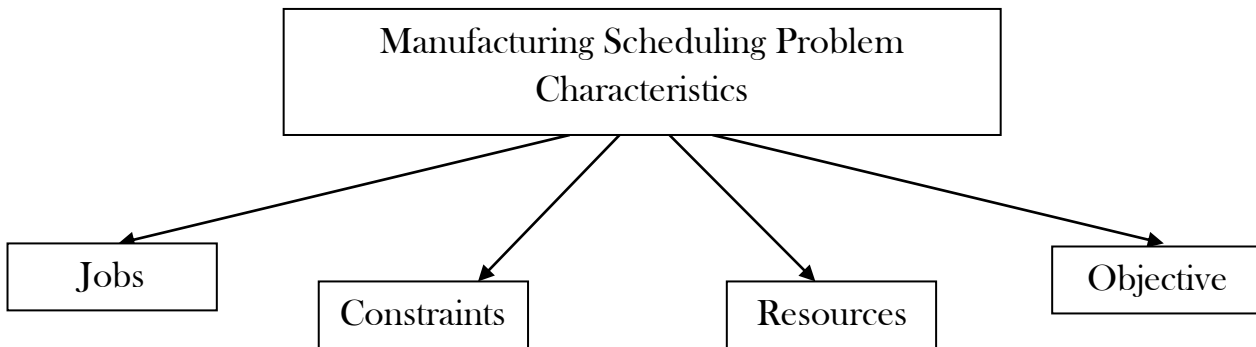 Manufacturing Scheduling Problem
Characteristics
Jobs
Constraints
Resources
Objective